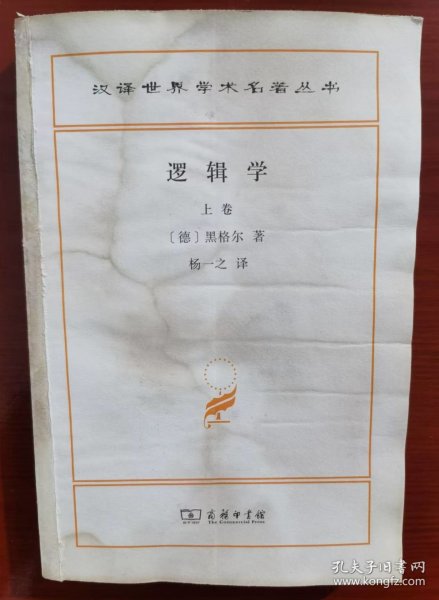 汉译世界学术名著丛书
逻辑学
上卷
〔德〕黑格尔 著
杨一之 译
商务印书馆
The Commercial Press
孔夫子旧书网
www.kongfz.com